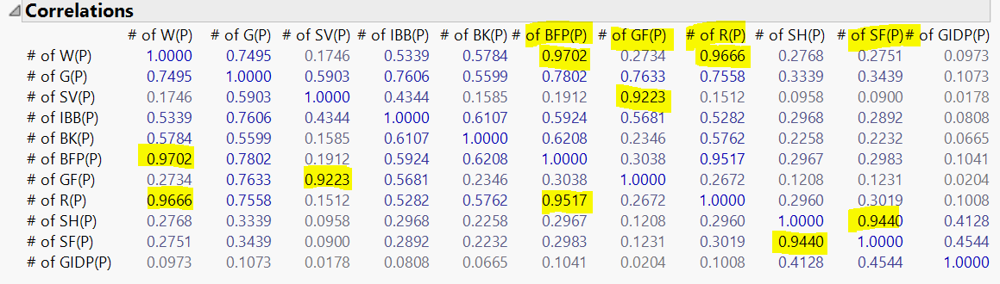 Correlations
# of W(P) # of G(P) # of SV(P) # of IBB(P) # of BK(P) # of BFP(P) # of GF(P) # of R(P) # of SH(P) # of SF(P) # of GIDP(P)
# of W(P) 1.0000 0.7495 0.1746 0.5339 0.5784 0.9702 0.2734 0.9666 0.2768 0.2751 0.0973
# of G(P) 0.7495 1.0000 0.5903 0.7606 0.5599 0.7802 0.7633 0.7558 0.3339 0.3439 0.1073
# of SV(P) 0.1746 0.5903 1.0000 0.4344 0.1585 0.1912 0.9223 0.1512 0.0958 0.0900 0.0178
# of IBB(P) 0.5339 0.7606 0.4344 1.0000 0.6107 0.5924 0.5681 0.5282 0.2968 0.2892 0.0808
# of BK(P) 0.5784 0.5599 0.1585 0.6107 1.0000 0.6208 0.2346 0.5762 0.2258 0.2232 0.0665
# of BFP(P) 0.9702 0.7802 0.1912 0.5924 0.6208 1.0000 0.3038 0.9517 0.2967 0.2983 0.1041
# of GF(P) 0.2734 0.7633 0.9223 0.5681 0.2346 0.3038 1.0000 0.2672 0.1208 0.1231 0.0204
# of R(P) 0.9666 0.7558 0.1512 0.5282 0.5762 0.9517 0.2672 1.0000 0.2960 0.3019 0.1008
# of SH(P) 0.2768 0.3339 0.0958 0.2968 0.2258 0.2967 0.1208 0.2960 1.0000 0.9440 0.4128
# of SF(P) 0.2751 0.3439 0.0900 0.2892 0.2232 0.2983 0.1231 0.3019 0.9440 1.0000 0.4544
# of GIDP(P) 0.0973 0.1073 0.0178 0.0808 0.0665 0.1041 0.0204 0.1008 0.4128 0.4544 1.0000